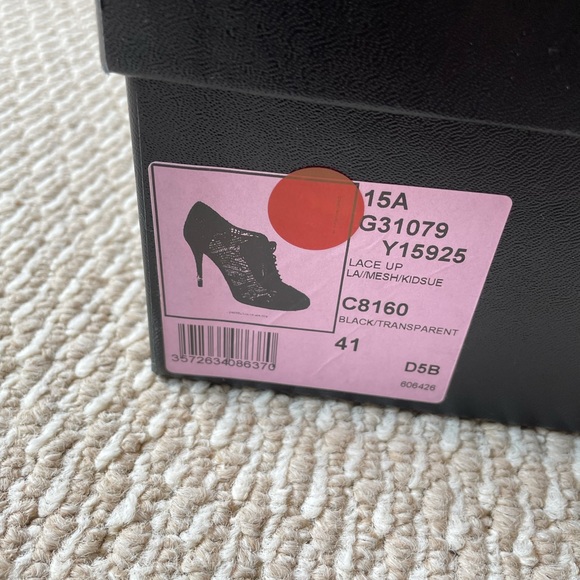 15A
G31079
Y15925
LACE UP
LA//MESH/KIDSUE
C8160
BLACK/TRANSPARENT
41
D5B
606426
3572634086370